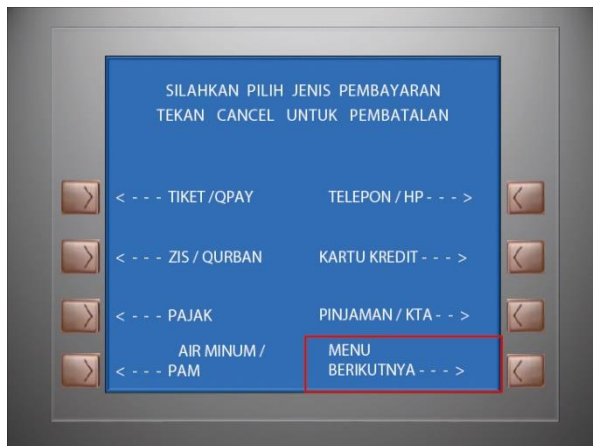 SILAHKAN PILIH JENIS PEMBAYARAN
TEKAN CANCEL UNTUK PEMBATALAN
< - - - TIKET /QPAY
TELEPON / HP - - - >
< - - - ZIS / QURBAN
KARTU KREDIT - - - >
< - - - PAJAK
PINJAMAN / KTA - - >
AIR MINUM /
< - - - PAM
MENU
BERIKUTNYA - - - >